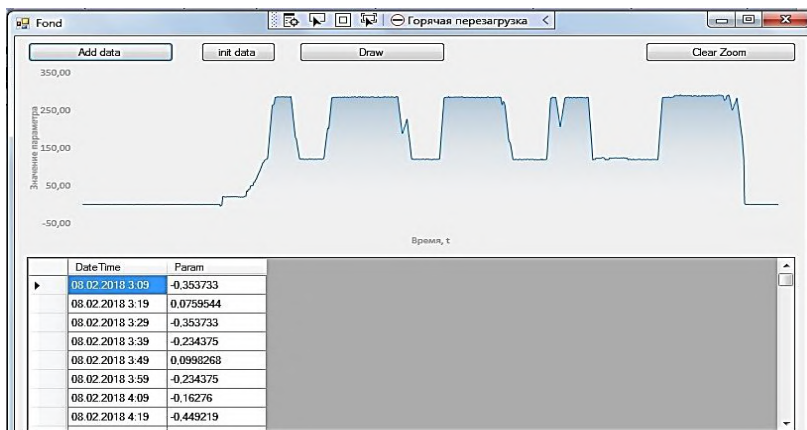 Fond
Горячая перезагрузка
Add data
init data
Draw
Clear Zoom
350,00
250,00
150,00
50,00
-50,00
Значение параметра
Время, t
DateTime Param
08.02.2018 3:09 -0,353733
08.02.2018 3:19 0,0759544
08.02.2018 3:29 -0,353733
08.02.2018 3:39 -0,234375
08.02.2018 3:49 0,0998268
08.02.2018 3:59 -0,234375
08.02.2018 4:09 -0,16276
08.02.2018 4:19 -0,449219